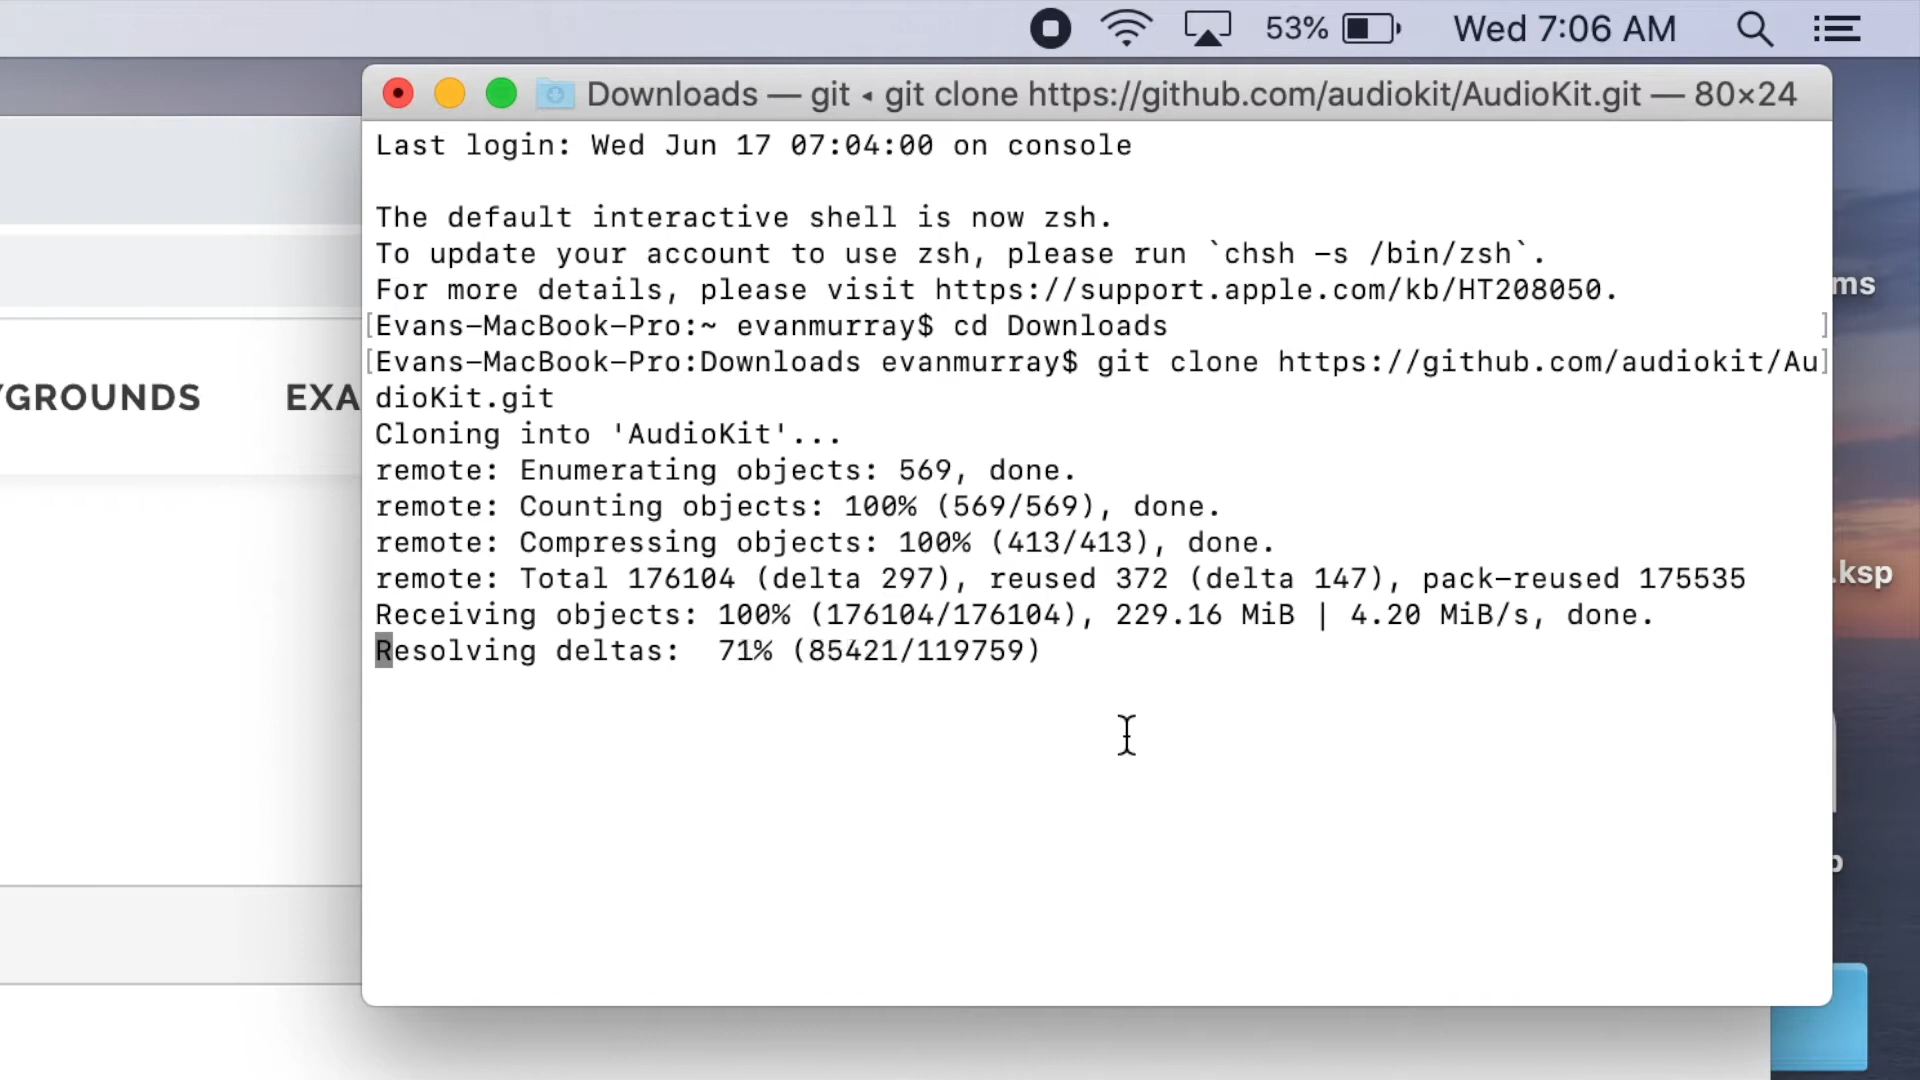 53% Wed 7:06 AM
Downloads — git ◂ git clone https://github.com/audiokit/AudioKit.git — 80×24
Last login: Wed Jun 17 07:04:00 on console
The default interactive shell is now zsh.
To update your account to use zsh, please run `chsh -s /bin/zsh`.
For more details, please visit https://support.apple.com/kb/HT208050.
[Evans-MacBook-Pro:~ evanmurray$ cd Downloads ]
[Evans-MacBook-Pro:Downloads evanmurray$ git clone https://github.com/audiokit/Au]
dioKit.git
Cloning into 'AudioKit'...
remote: Enumerating objects: 569, done.
remote: Counting objects: 100% (569/569), done.
remote: Compressing objects: 100% (413/413), done.
remote: Total 176104 (delta 297), reused 372 (delta 147), pack-reused 175535
Receiving objects: 100% (176104/176104), 229.16 MiB | 4.20 MiB/s, done.
Resolving deltas:  71% (85421/119759)
YGROUNDS EXA
ms
.ksp